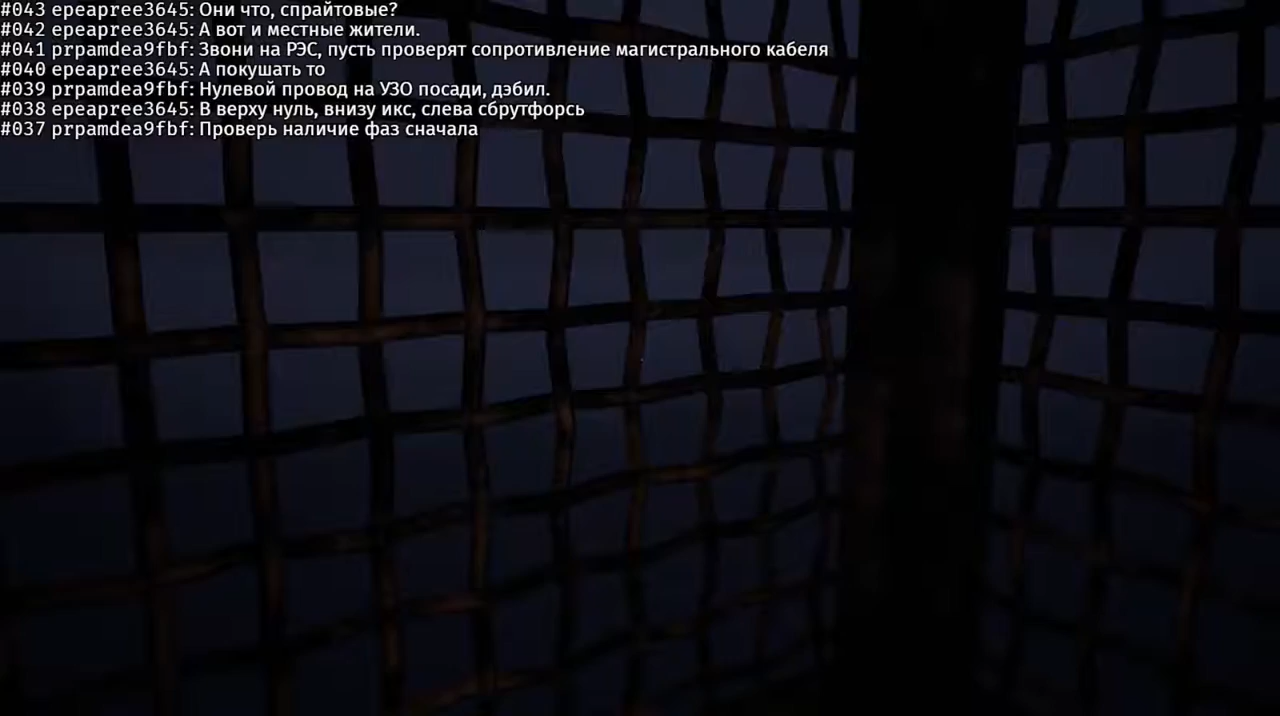 #043 epeapree3645: Они что, спрайтовые?
#042 epeapree3645: А вот и местные жители.
#041 prpamdea9fbf: Звони на РЭС, пусть проверят сопротивление магистрального кабеля
#040 epeapree3645: А покушать то
#039 prpamdea9fbf: Нулевой провод на УЗО посади, дэбил.
#038 epeapree3645: В верху нуль, внизу икс, слева сбрутфорсь
#037 prpamdea9fbf: Проверь наличие фаз сначала